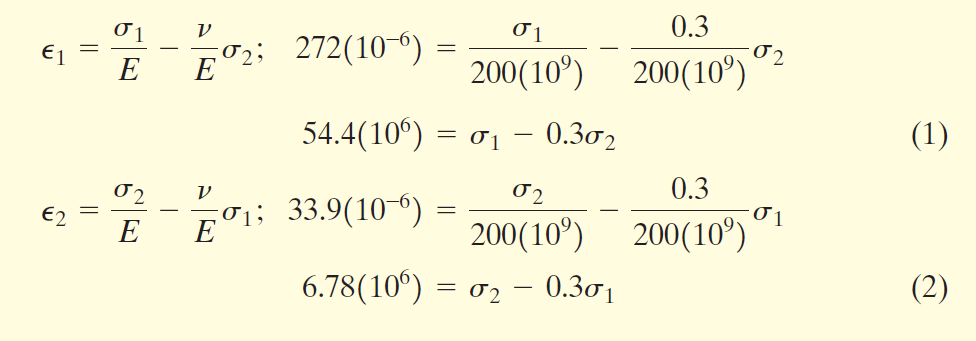 ϵ₁ = σ₁/E − ν/E σ₂; 272(10⁻⁶) = σ₁/200(10⁹) − 0.3/200(10⁹) σ₂
54.4(10⁶) = σ₁ − 0.3σ₂ (1)
ϵ₂ = σ₂/E − ν/E σ₁; 33.9(10⁻⁶) = σ₂/200(10⁹) − 0.3/200(10⁹) σ₁
6.78(10⁶) = σ₂ − 0.3σ₁ (2)